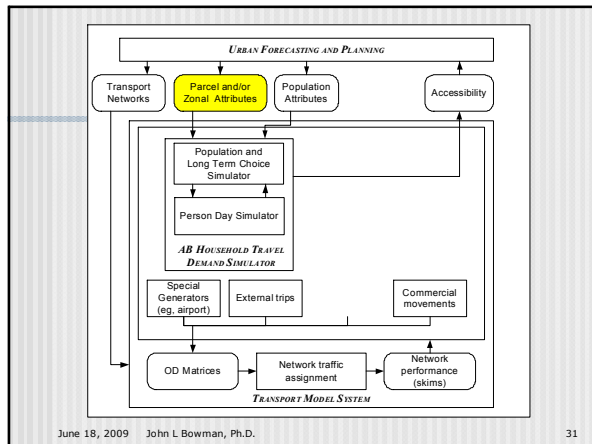 URBAN FORECASTING AND PLANNING
Transport
Networks
Parcel and/or
Zonal Attributes
Population
Attributes
Accessibility
Population and
Long Term Choice
Simulator
Person Day Simulator
AB HOUSEHOLD TRAVEL
DEMAND SIMULATOR
Special
Generators
(eg, airport)
External trips
Commercial
movements
OD Matrices
Network traffic
assignment
Network
performance
(skims)
TRANSPORT MODEL SYSTEM
June 18, 2009 John L Bowman, Ph.D. 31